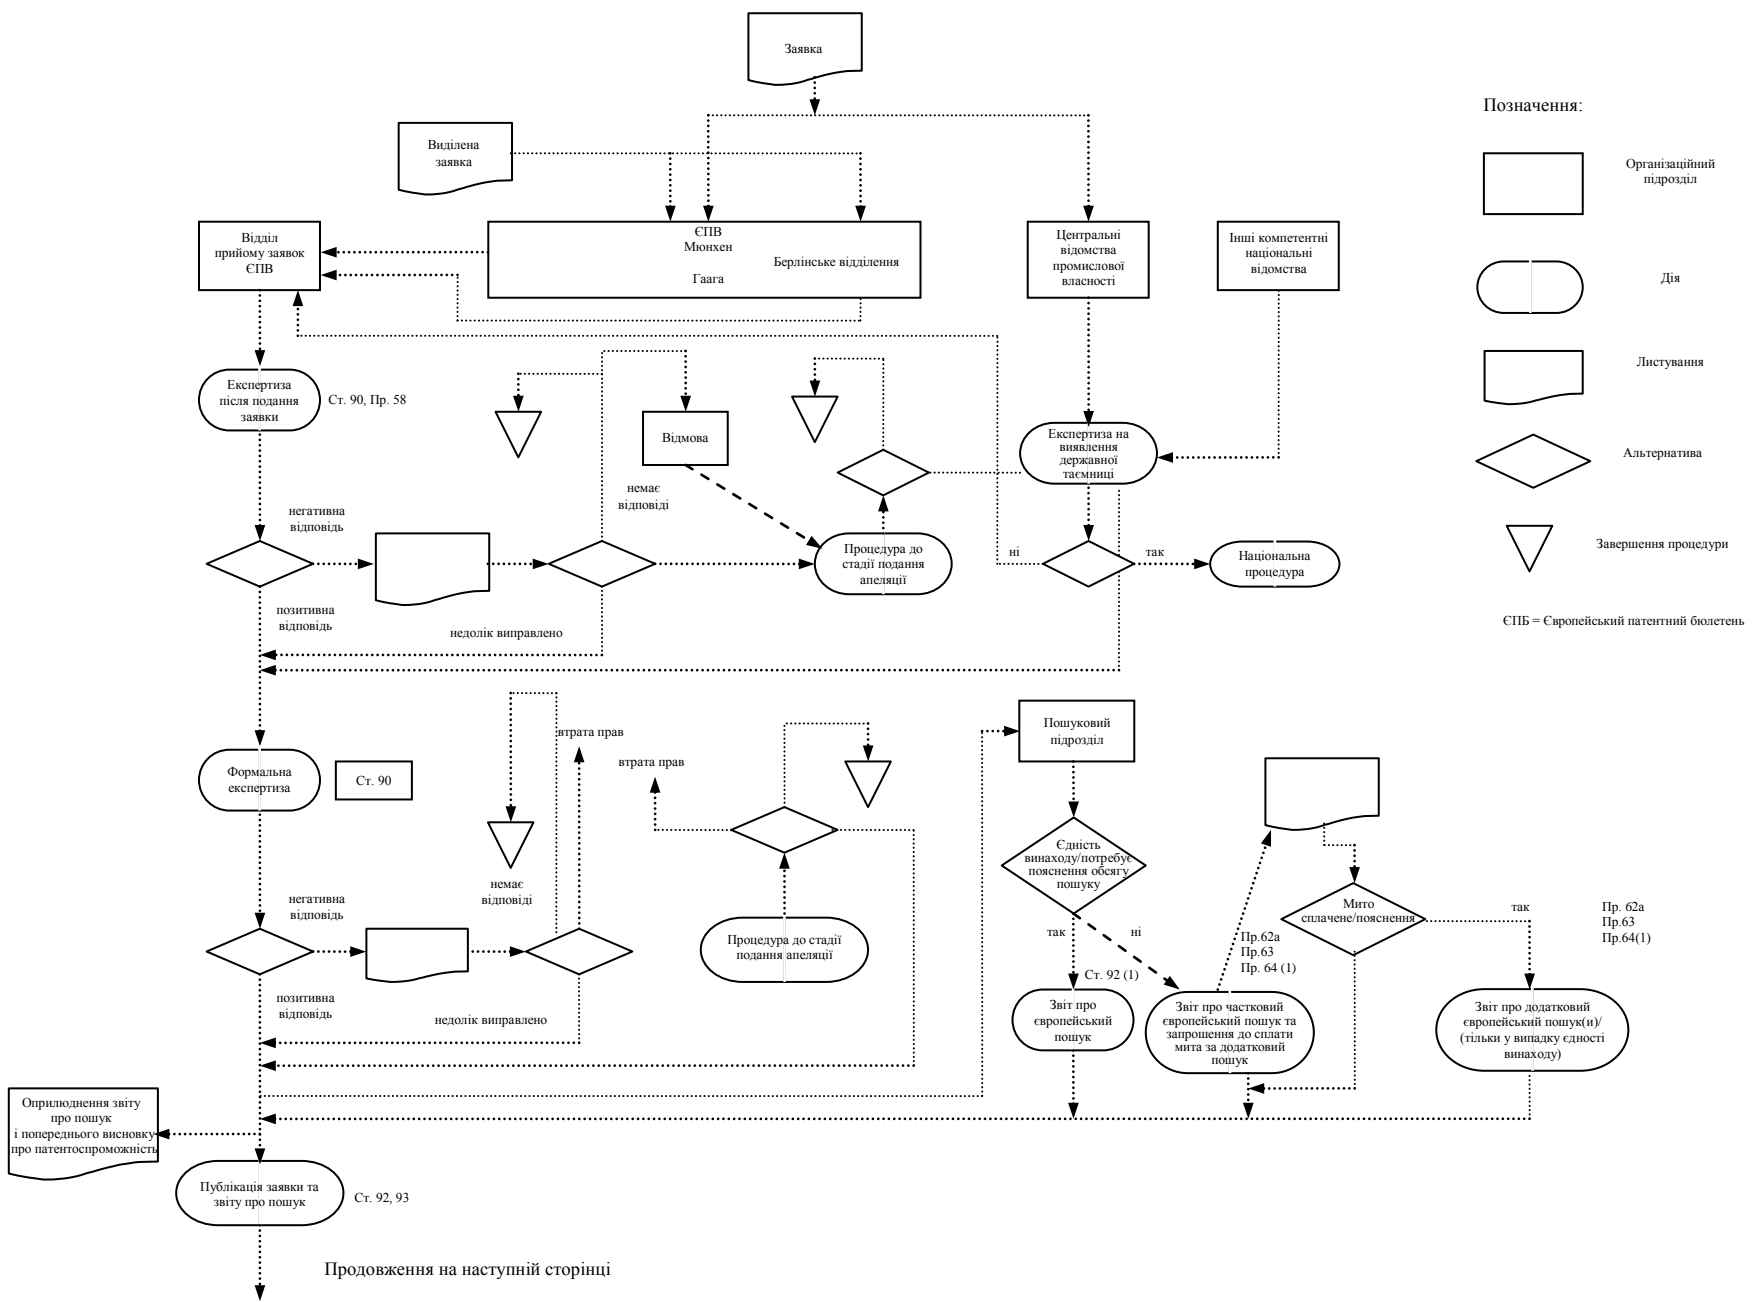 Заявка
Позначення:
Виділена
заявка
Організаційний
підрозділ
Відділ
прийому заявок
ЄПВ
ЄПВ
Мюнхен
Берлінське відділення
Гаага
Центральні
відомства
промислової
власності
Інші компетентні
національні
відомства
Дія
Листування
Експертиза
після подання
заявки
Ст. 90, Пр. 58
Відмова
Експертиза на
виявлення
державної
таємниці
Альтернатива
немає
відповіді
негативна
відповідь
Процедура до
стадії подання
апеляції
ні
так
Національна
процедура
Завершення процедури
позитивна
відповідь
недолік виправлено
ЄПБ = Європейський патентний бюлетень
втрата прав
втрата прав
Пошуковий
підрозділ
Формальна
експертиза
Ст. 90
Єдність
винаходу/потребує
пояснення обсягу
пошуку
немає
відповіді
негативна
відповідь
Мито
сплачене/пояснення
так
Пр. 62а
Пр.63
Пр.64(1)
Процедура до стадії
подання апеляції
так
ні
Пр.62а
Пр.63
Пр. 64 (1)
Ст. 92 (1)
позитивна
відповідь
недолік виправлено
Звіт про
європейський
пошук
Звіт про частковий
європейський пошук та
запрошення до сплати
мита за додатковий
пошук
Звіт про додатковий
європейський пошук(и)/
(тільки у випадку єдності
винаходу)
Оприлюднення звіту
про пошук
і попереднього висновку
про патентоспроможність
Публікація заявки та
звіту про пошук
Ст. 92, 93
Продовження на наступній сторінці